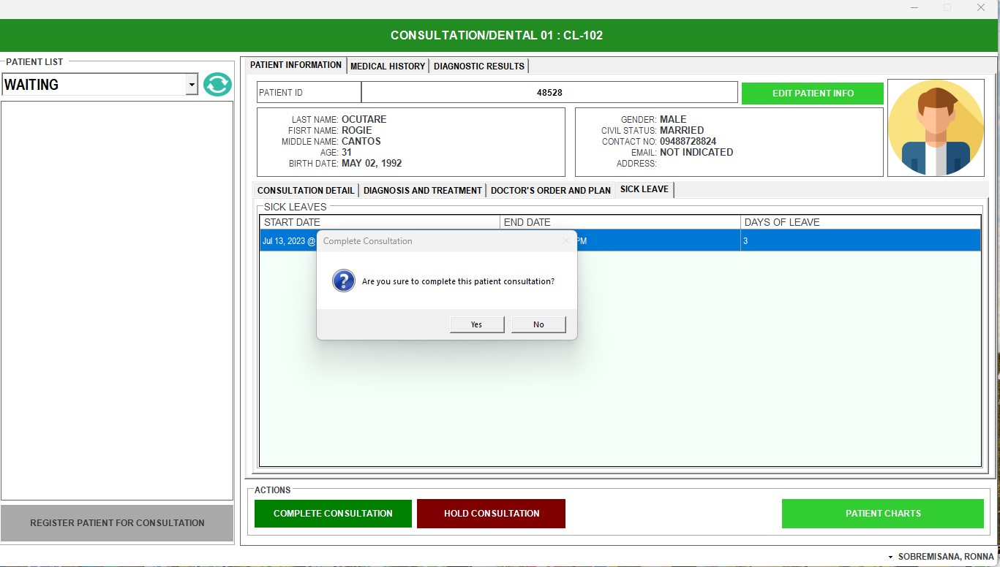 CONSULTATION/DENTAL 01 : CL-102
PATIENT LIST
WAITING
REGISTER PATIENT FOR CONSULTATION
PATIENT INFORMATION
MEDICAL HISTORY
DIAGNOSTIC RESULTS
PATIENT ID
48528
EDIT PATIENT INFO
LAST NAME: OCUTARE
FISRT NAME: ROGIE
MIDDLE NAME: CANTOS
AGE: 31
BIRTH DATE: MAY 02, 1992
GENDER: MALE
CIVIL STATUS: MARRIED
CONTACT NO: 09488728824
EMAIL: NOT INDICATED
ADDRESS:
CONSULTATION DETAIL
DIAGNOSIS AND TREATMENT
DOCTOR'S ORDER AND PLAN
SICK LEAVE
SICK LEAVES
START DATE
END DATE
DAYS OF LEAVE
Jul 13, 2023 @
PM
3
Complete Consultation
Are you sure to complete this patient consultation?
Yes
No
ACTIONS
COMPLETE CONSULTATION
HOLD CONSULTATION
PATIENT CHARTS
SOBREMISANA, RONNA